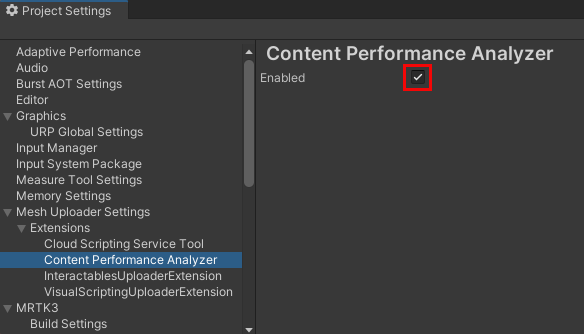 Project Settings
Content Performance Analyzer
Enabled
Adaptive Performance
Audio
Burst AOT Settings
Editor
Graphics
URP Global Settings
Input Manager
Input System Package
Measure Tool Settings
Memory Settings
Mesh Uploader Settings
Extensions
Cloud Scripting Service Tool
Content Performance Analyzer
InteractablesUploaderExtension
VisualScriptingUploaderExtension
MRTK3
Build Settings